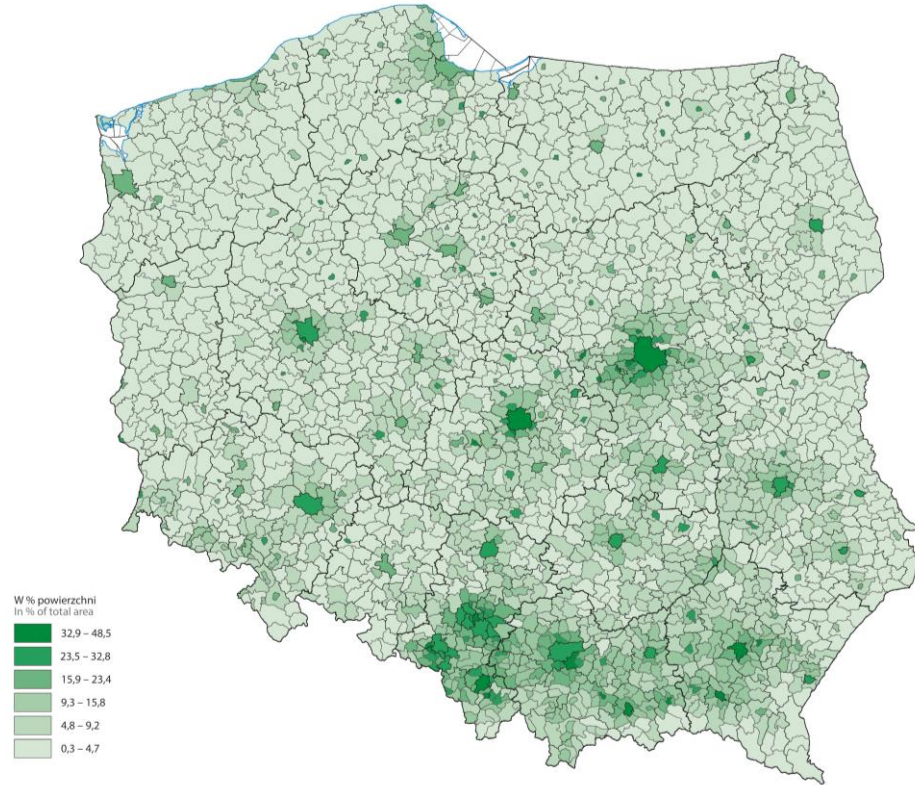 W % powierzchni
In % of total area
32,9 – 48,5
23,5 – 32,8
15,9 – 23,4
9,3 – 15,8
4,8 – 9,2
0,3 – 4,7